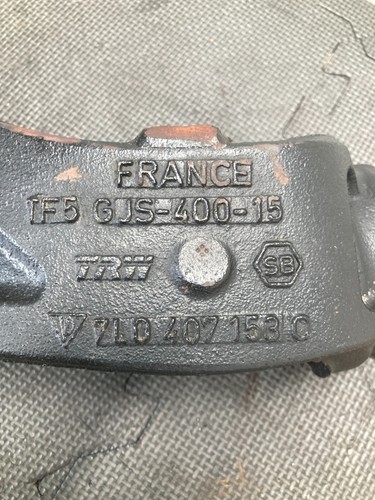 FRANCE
TF5 GJS-400-15
TRW SB
7L0 407 153 C